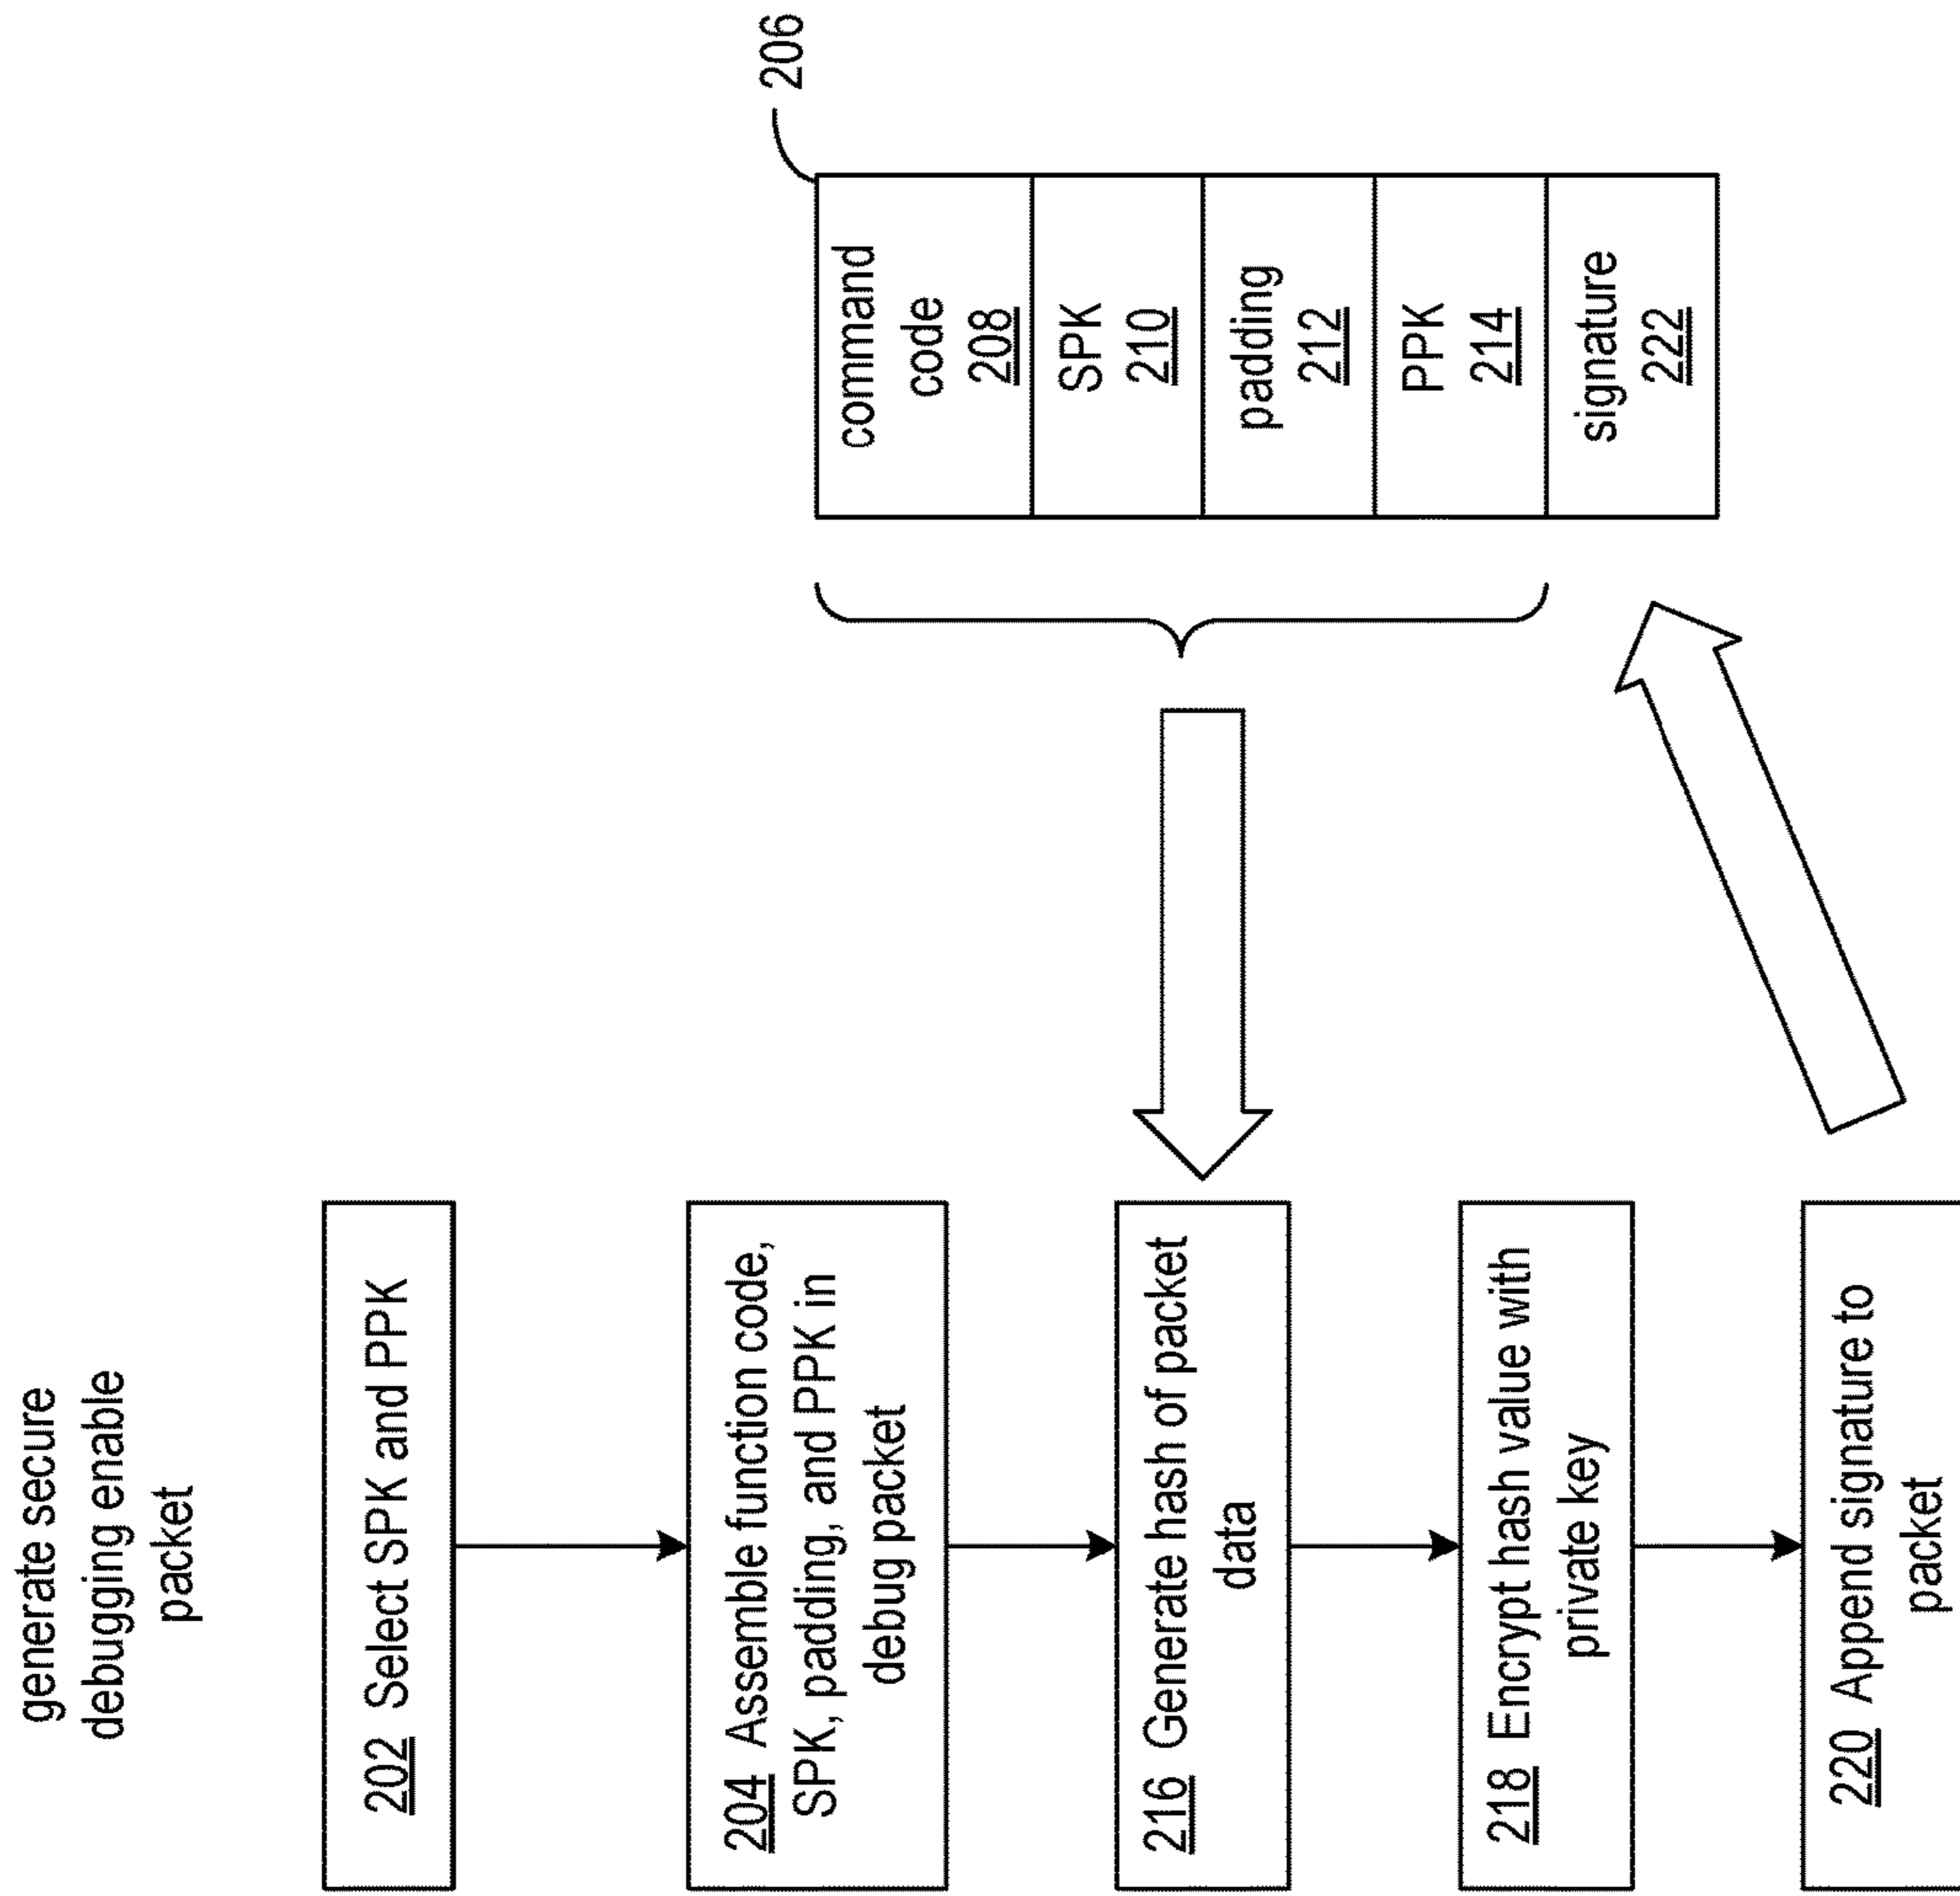 generate secure
debugging enable
packet
202 Select SPK and PPK
204 Assemble function code,
SPK, padding, and PPK in
debug packet
216 Generate hash of packet
data
218 Encrypt hash value with
private key
220 Append signature to
packet
206
command
code
208
SPK
210
padding
212
PPK
214
signature
222